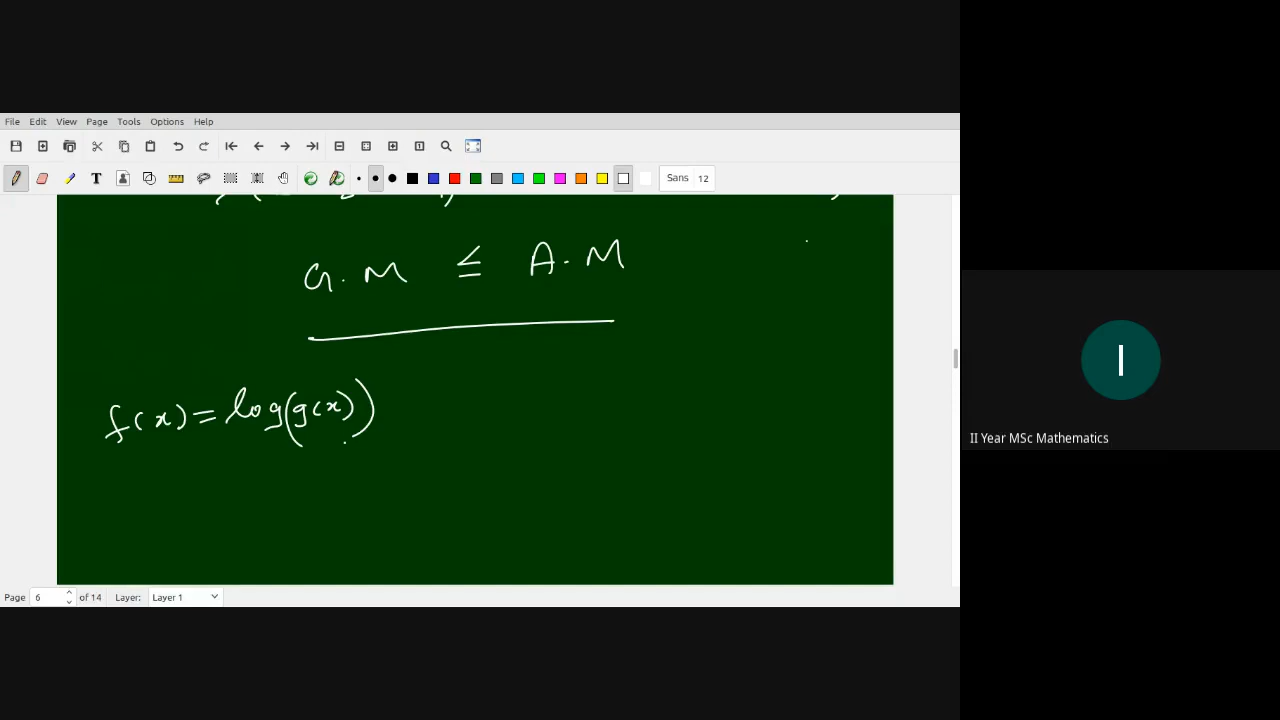 File Edit View Page Tools Options Help
Sans 12
G.M ≤ A.M
f(x) = log(g(x))
I
II Year MSc Mathematics
Page 6 of 14 Layer: Layer 1